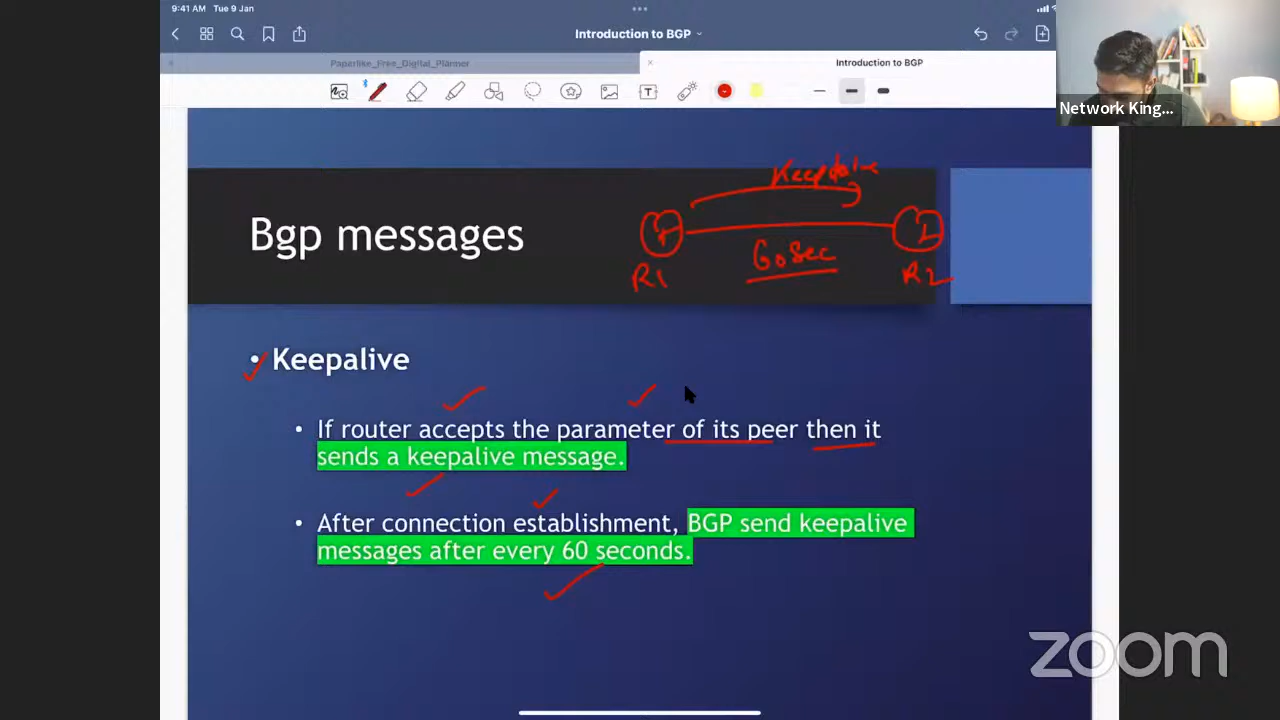 9:41 AM Tue 9 Jan
Introduction to BGP
Paperlike_Free_Digital_Planner
Introduction to BGP
Network King...
Keepalive
Bgp messages
60 sec
R1
R2
• Keepalive
• If router accepts the parameter of its peer then it
sends a keepalive message.
• After connection establishment, BGP send keepalive
messages after every 60 seconds.
zoom